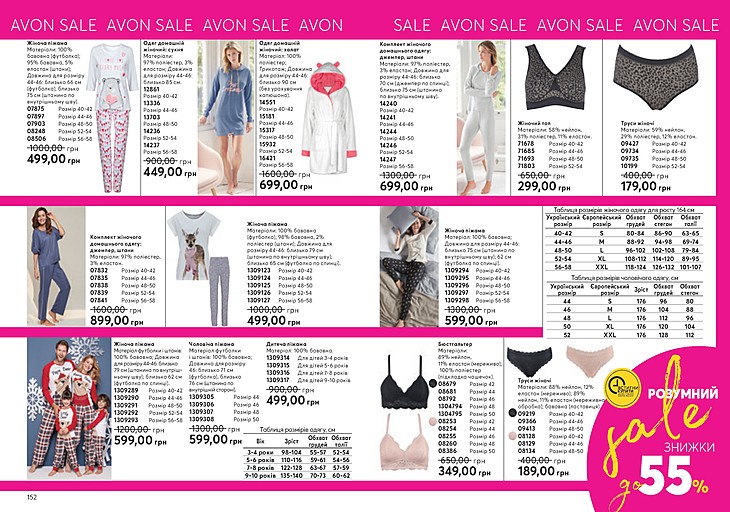 AVON SALE AVON SALE AVON SALE AVON
SALE AVON SALE AVON SALE AVON SALE
Жіноча піжама
Матеріал: 100%
бавовна (футболка);
95% бавовна, 5%
еластан (штани);
Довжина для розміру
44-46: близько 66 см
(футболка); близько
75 см (штанина по
внутрішньому шву).
07875 Розмір 40-42
07897 Розмір 44-46
07903 Розмір 48-50
08248 Розмір 52-54
08506 Розмір 56-58
1000,00 грн
499,00 грн
Одяг домашній
жіночий: сукня
Матеріали:
97% поліестер, 3%
еластан; Довжина
для розміру 44-46:
близько 85 см.
12861
Розмір 40-42
13336
Розмір 44-46
13703
Розмір 48-50
14236
Розмір 52-54
14237
Розмір 56-58
900,00 грн
449,00 грн
Одяг домашній
жіночий: халат
Матеріал: 100%
поліестер;
Трикотаж; Довжина
для розміру 44-46:
близько 90 см
(без урахування
капюшона).
14551
Розмір 40-42
15181
Розмір 44-46
15317
Розмір 48-50
15932
Розмір 52-54
16421
Розмір 56-58
1600,00 грн
699,00 грн
Комплект жіночого
домашнього одягу:
джемпер, штани
Матеріали: 97% поліестер,
3% еластан; Довжина для
розміру 44-46: близько
70 см (джемпер по спинці);
близько 75 см (штанина
по внутрішньому шву).
14240
Розмір 40-42
14241
Розмір 44-46
14244
Розмір 48-50
14246
Розмір 52-54
14247
Розмір 56-58
1300,00 грн
699,00 грн
Жіночий топ
Матеріали: 58% нейлон,
31% поліестер, 11% еластан.
71678 Розмір 40-42
71685 Розмір 44-46
71693 Розмір 48-50
71803 Розмір 52-54
650,00 грн
299,00 грн
Труси жіночі
Матеріали: 59% нейлон,
29% поліестер, 12% еластан.
09427 Розмір 40-42
09734 Розмір 44-46
09735 Розмір 48-50
10199 Розмір 52-54
400,00 грн
179,00 грн
Комплект жіночого
домашнього одягу:
джемпер, штани
Матеріали: 97% поліестер,
3% еластан.
07832 Розмір 40-42
07835 Розмір 44-46
07838 Розмір 48-50
07839 Розмір 52-54
07841 Розмір 56-58
1600,00 грн
899,00 грн
Жіноча піжама
Матеріали: 100% бавовна
(футболка), 98% бавовна, 2%
поліестер (штани); Довжина для
розміру 44-46: близько 79 см
(штанина по внутрішньому шву);
близько 65 см (футболка по спинці).
1309123 Розмір 40-42
1309124 Розмір 44-46
1309125 Розмір 48-50
1309126 Розмір 52-54
1309127 Розмір 56-58
1000,00 грн
499,00 грн
Жіноча піжама
Матеріал: 100% бавовна;
Довжина для розміру
44-46: близько 79 см
(штанина по
внутрішньому шву); 62 см
(футболка по спинці).
1309294 Розмір 40-42
1309295 Розмір 44-46
1309296 Розмір 48-50
1309297 Розмір 52-54
1309298 Розмір 56-58
1300,00 грн
599,00 грн
Таблиця розмірів жіночого одягу для росту 164 см
Український розмір Європейський розмір Обхват грудей Обхват стегон Обхват талії
40-42 S 80-84 86-90 63-65
44-46 M 88-92 94-98 69-74
48-50 L 96-102 102-108 79-84
52-54 XL 108-112 114-120 89-95
56-58 XXL 118-124 126-132 101-107
Таблиця розмірів чоловічого одягу, см
Український розмір Європейський розмір Зріст Обхват грудей Обхват стегон
44 S 176 96 80
46 M 176 104 88
48 L 176 112 96
50 XL 176 120 104
52 XXL 176 128 112
Жіноча піжама
Матеріал футболки і штанів:
100% бавовна; Довжина
для розміру 44-46: близько
79 см (штанина по внутріш-
ньому шву); близько 62 см
(футболка по спинці).
1309289 Розмір 40-42
1309290 Розмір 44-46
1309291 Розмір 48-50
1309292 Розмір 52-54
1309293 Розмір 56-58
1200,00 грн
599,00 грн
Чоловіча піжама
Матеріал футболки
і штанів: 100%
бавовна; Довжина
для розміру
46: близько 71 см
(футболка), близько
76 см (штанина по
внутрішній стороні).
1309305 Розмір 44
1309306 Розмір 46
1309307 Розмір 48
1309308 Розмір 50
1300,00 грн
599,00 грн
Дитяча піжама
Матеріал: 100% бавовна.
1309314 Для дітей 3-4 років
1309315 Для дітей 5-6 років
1309316 Для дітей 7-8 років
1309317 Для дітей 9-10 років
900,00 грн
499,00 грн
Таблиця розмірів одягу, см
Вік Зріст Обхват грудей Обхват талії
3-4 роки 98-104 55-57 52-54
5-6 років 110-116 59-61 54-56
7-8 років 122-128 63-67 57-59
9-10 років 135-140 70-73 60-62
Бюстгальтер
Матеріали:
89% нейлон,
11% еластан (мереживо);
100% поліестер
(підкладка чашечок).
08679 Розмір 42
08681 Розмір 44
08792 Розмір 46
1304794 Розмір 48
1304795 Розмір 50
08253 Розмір 42
08254 Розмір 44
08255 Розмір 46
08260 Розмір 48
08386 Розмір 50
650,00 грн
349,00 грн
Труси жіночі
Матеріали: 88% нейлон, 12%
еластан (мереживо); 89%
нейлон, 11% еластан (мереживна
обробка); бавовна (ластовиця).
09219 Розмір 40-42
09366 Розмір 44-46
09413 Розмір 48-50
08128 Розмір 40-42
08129 Розмір 44-46
08134 Розмір 48-50
400,00 грн
189,00 грн
РОЗУМНИЙ
sale
ЗНИЖКИ
до 55%
152